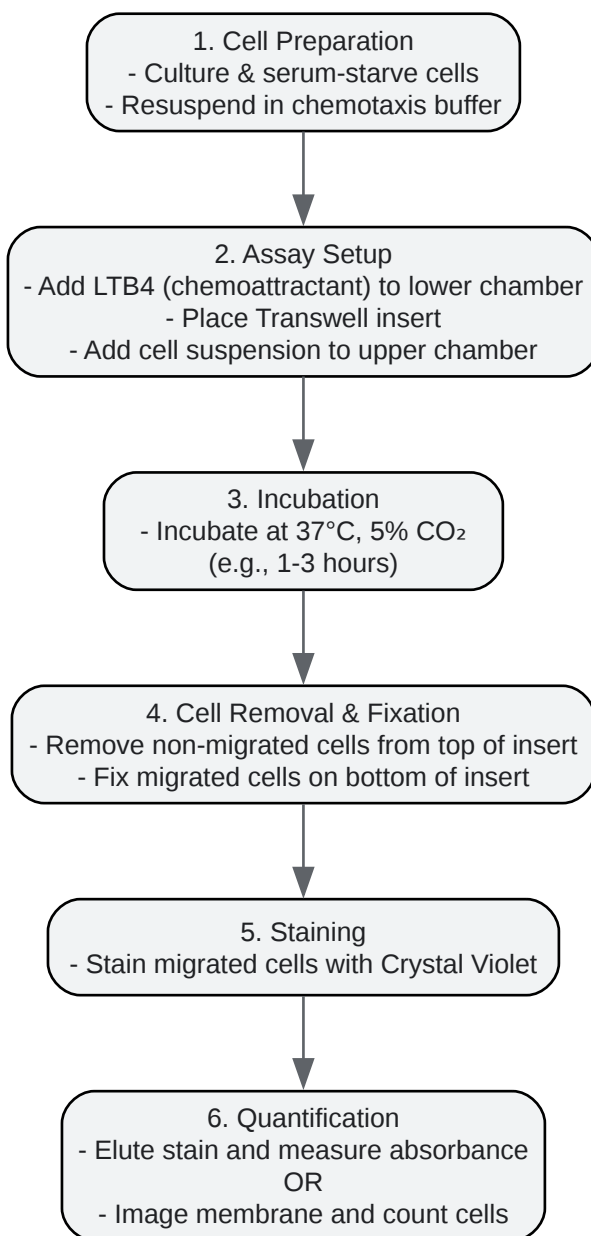 1. Cell Preparation
- Culture & serum-starve cells
- Resuspend in chemotaxis buffer
2. Assay Setup
- Add LTB4 (chemoattractant) to lower chamber
- Place Transwell insert
- Add cell suspension to upper chamber
3. Incubation
- Incubate at 37°C, 5% CO₂
(e.g., 1-3 hours)
4. Cell Removal & Fixation
- Remove non-migrated cells from top of insert
- Fix migrated cells on bottom of insert
5. Staining
- Stain migrated cells with Crystal Violet
6. Quantification
- Elute stain and measure absorbance
OR
- Image membrane and count cells